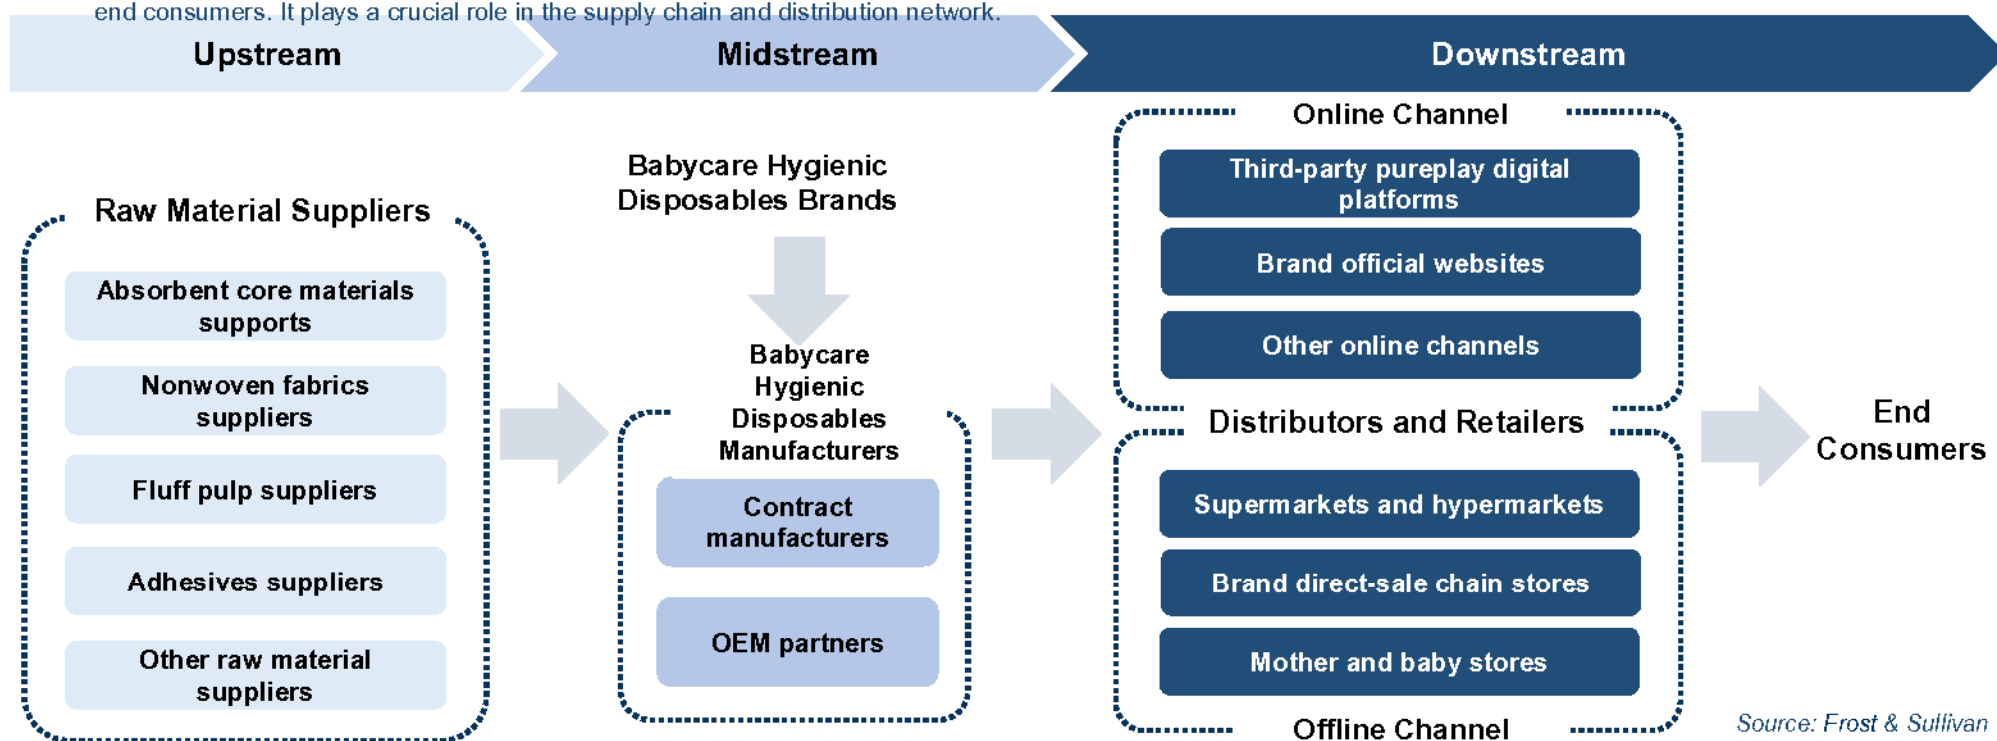 end consumers. It plays a crucial role in the supply chain and distribution network.
Upstream
Midstream
Downstream
Raw Material Suppliers
Absorbent core materials
supports
Nonwoven fabrics
suppliers
Fluff pulp suppliers
Adhesives suppliers
Other raw material
suppliers
Babycare Hygienic
Disposables Brands
Babycare
Hygienic
Disposables
Manufacturers
Contract
manufacturers
OEM partners
Online Channel
Third-party pureplay digital
platforms
Brand official websites
Other online channels
Distributors and Retailers
Supermarkets and hypermarkets
Brand direct-sale chain stores
Mother and baby stores
Offline Channel
End
Consumers
Source: Frost & Sullivan